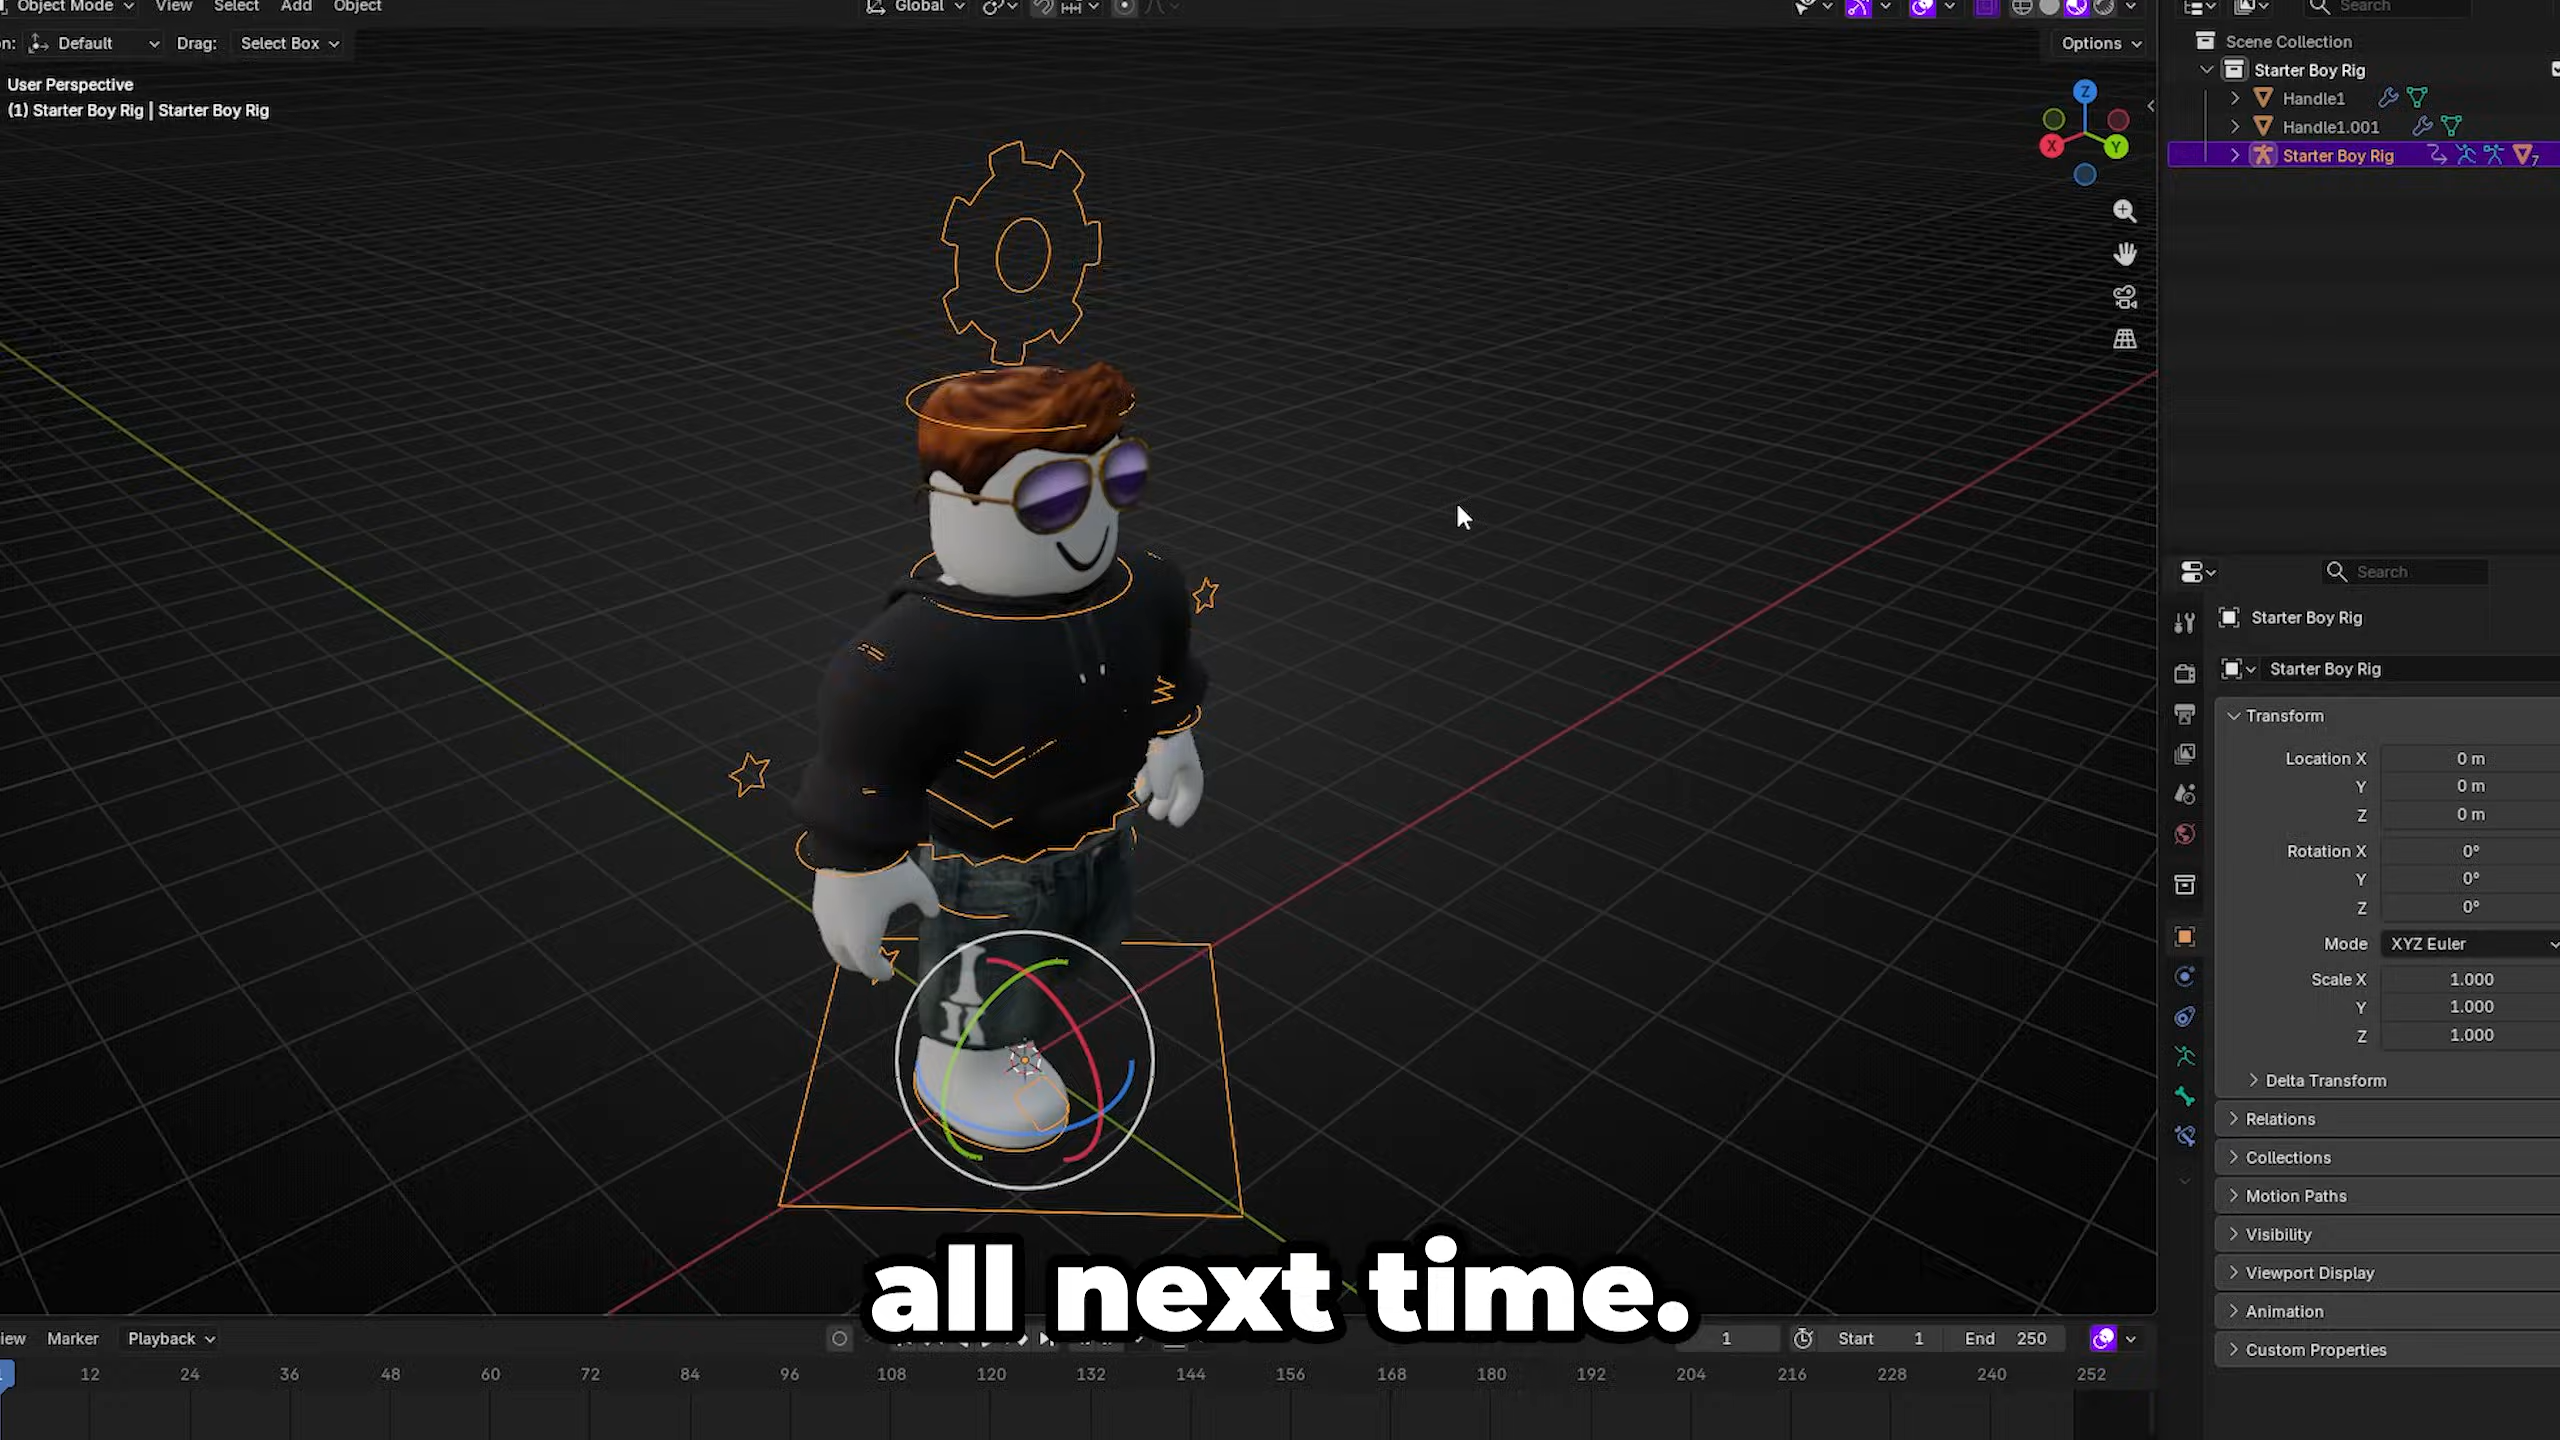 Object Mode View Select Add Object Global Search
n: Default Drag: Select Box Options
User Perspective
(1) Starter Boy Rig | Starter Boy Rig
Z
X Y
Scene Collection
Starter Boy Rig
Handle1
Handle1.001
Starter Boy Rig 7
Search
Starter Boy Rig
Starter Boy Rig
Transform
Location X 0 m
Y 0 m
Z 0 m
Rotation X 0°
Y 0°
Z 0°
Mode XYZ Euler
Scale X 1.000
Y 1.000
Z 1.000
Delta Transform
Relations
Collections
Motion Paths
Visibility
Viewport Display
Animation
Custom Properties
all next time.
iew Marker Playback 1 Start 1 End 250
1 12 24 36 48 60 72 84 96 108 120 132 144 156 168 180 192 204 216 228 240 252